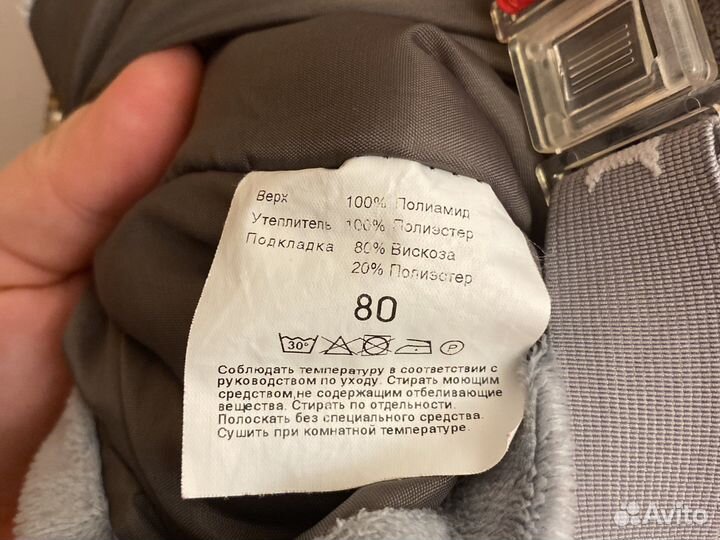 Верх 100% Полиамид
Утеплитель 100% Полиэстер
Подкладка 80% Вискоза
20% Полиэстер
80
30° P
Соблюдать температуру в соответствии с
руководством по уходу. Стирать моющим
средством,не содержащим отбеливающие
вещества. Стирать по отдельности.
Полоскать без специального средства.
Сушить при комнатной температуре.
Avito